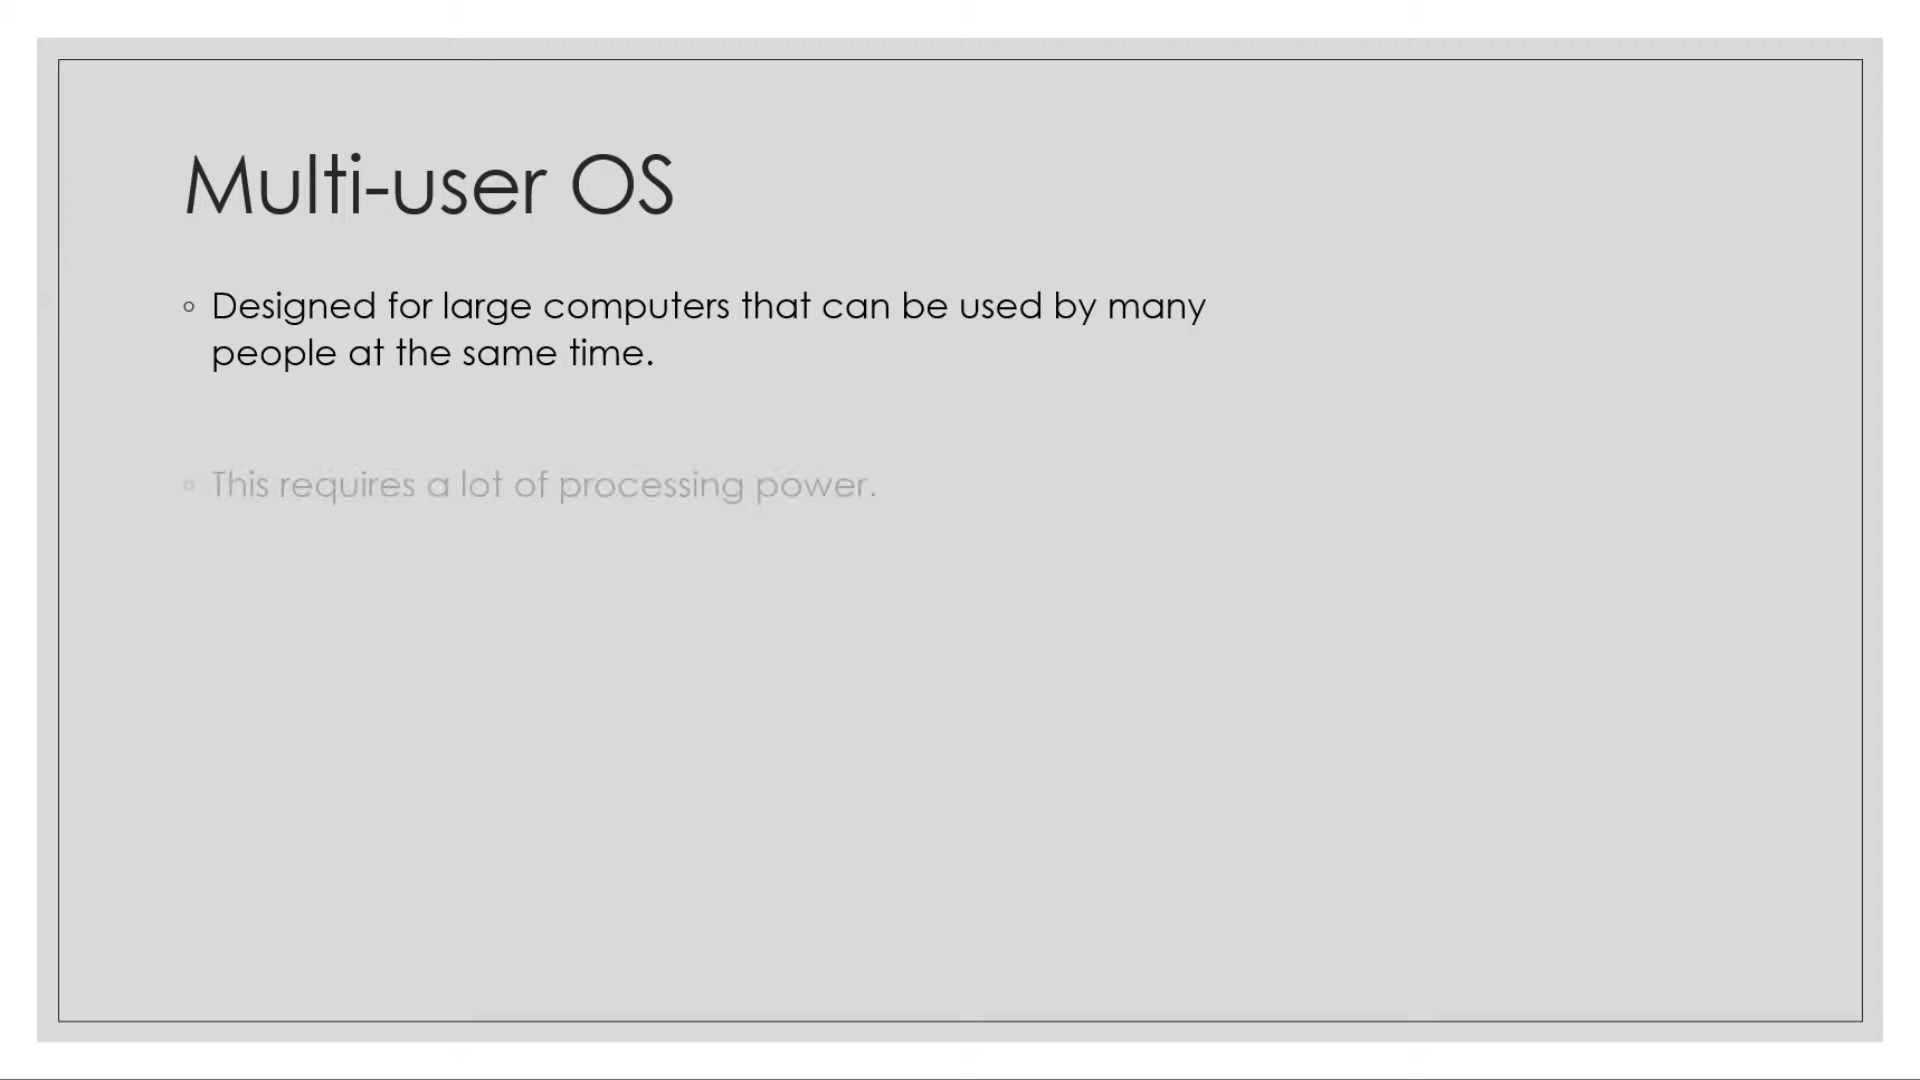 Multi-user OS
◦ Designed for large computers that can be used by many
people at the same time.
◦ This requires a lot of processing power.